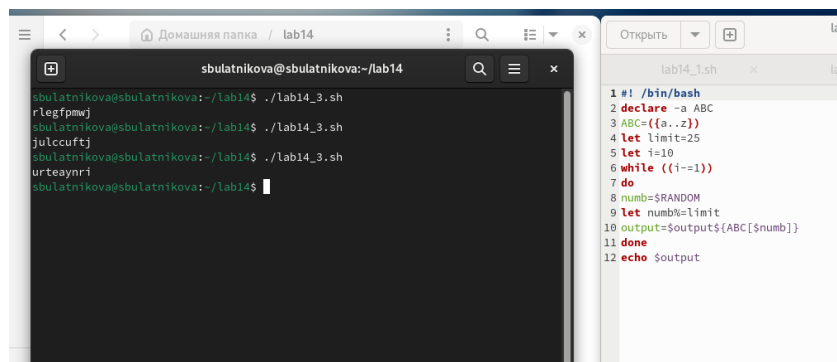 Домашняя папка / lab14
Открыть
sbulatnikova@sbulatnikova:~/lab14
lab14_1.sh
sbulatnikova@sbulatnikova:~/lab14$ ./lab14_3.sh
rlegfpmwj
sbulatnikova@sbulatnikova:~/lab14$ ./lab14_3.sh
julccuftj
sbulatnikova@sbulatnikova:~/lab14$ ./lab14_3.sh
urteaynri
sbulatnikova@sbulatnikova:~/lab14$
1 #! /bin/bash
2 declare -a ABC
3 ABC=({a..z})
4 let limit=25
5 let i=10
6 while ((i-=1))
7 do
8 numb=$RANDOM
9 let numb%=limit
10 output=$output${ABC[$numb]}
11 done
12 echo $output